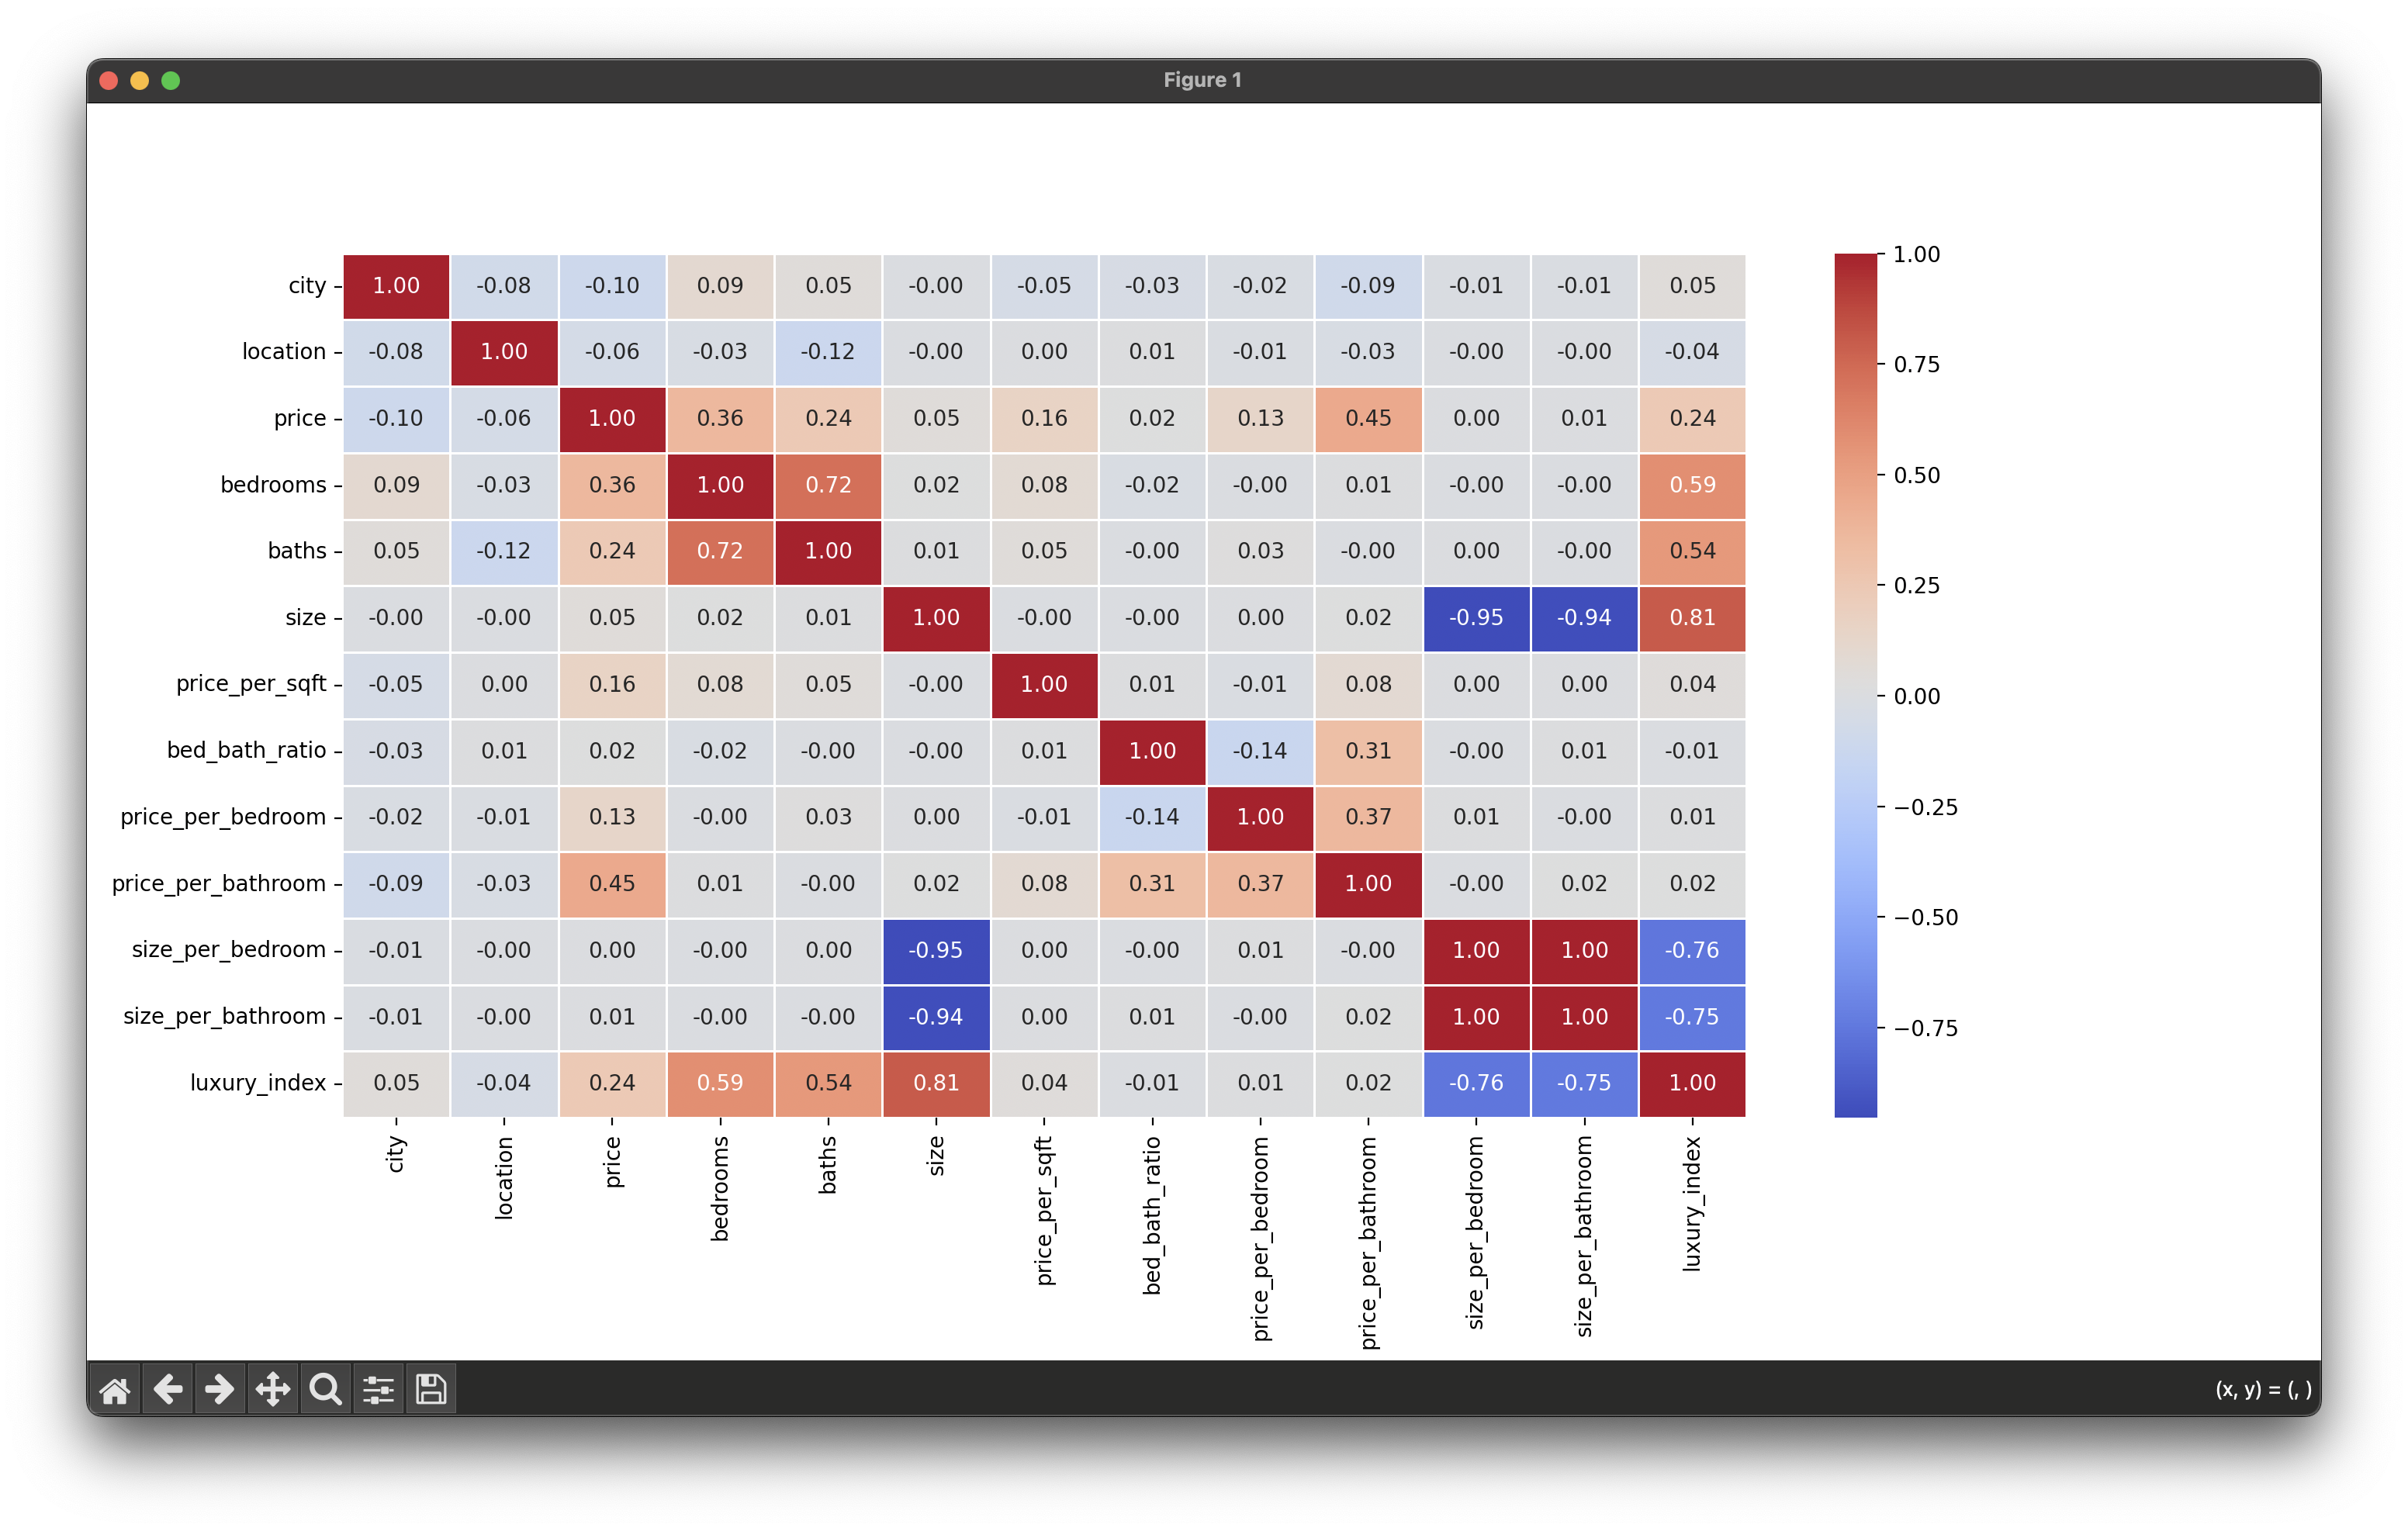 Figure 1
city 1.00 -0.08 -0.10 0.09 0.05 -0.00 -0.05 -0.03 -0.02 -0.09 -0.01 -0.01 0.05
location -0.08 1.00 -0.06 -0.03 -0.12 -0.00 0.00 0.01 -0.01 -0.03 -0.00 -0.00 -0.04
price -0.10 -0.06 1.00 0.36 0.24 0.05 0.16 0.02 0.13 0.45 0.00 0.01 0.24
bedrooms 0.09 -0.03 0.36 1.00 0.72 0.02 0.08 -0.02 -0.00 0.01 -0.00 -0.00 0.59
baths 0.05 -0.12 0.24 0.72 1.00 0.01 0.05 -0.00 0.03 -0.00 0.00 -0.00 0.54
size -0.00 -0.00 0.05 0.02 0.01 1.00 -0.00 -0.00 0.00 0.02 -0.95 -0.94 0.81
price_per_sqft -0.05 0.00 0.16 0.08 0.05 -0.00 1.00 0.01 -0.01 0.08 0.00 0.00 0.04
bed_bath_ratio -0.03 0.01 0.02 -0.02 -0.00 -0.00 0.01 1.00 -0.14 0.31 -0.00 0.01 -0.01
price_per_bedroom -0.02 -0.01 0.13 -0.00 0.03 0.00 -0.01 -0.14 1.00 0.37 0.01 -0.00 0.01
price_per_bathroom -0.09 -0.03 0.45 0.01 -0.00 0.02 0.08 0.31 0.37 1.00 -0.00 0.02 0.02
size_per_bedroom -0.01 -0.00 0.00 -0.00 0.00 -0.95 0.00 -0.00 0.01 -0.00 1.00 1.00 -0.76
size_per_bathroom -0.01 -0.00 0.01 -0.00 -0.00 -0.94 0.00 0.01 -0.00 0.02 1.00 1.00 -0.75
luxury_index 0.05 -0.04 0.24 0.59 0.54 0.81 0.04 -0.01 0.01 0.02 -0.76 -0.75 1.00
city
location
price
bedrooms
baths
size
price_per_sqft
bed_bath_ratio
price_per_bedroom
price_per_bathroom
size_per_bedroom
size_per_bathroom
luxury_index
1.00
0.75
0.50
0.25
0.00
−0.25
−0.50
−0.75
(x, y) = (, )